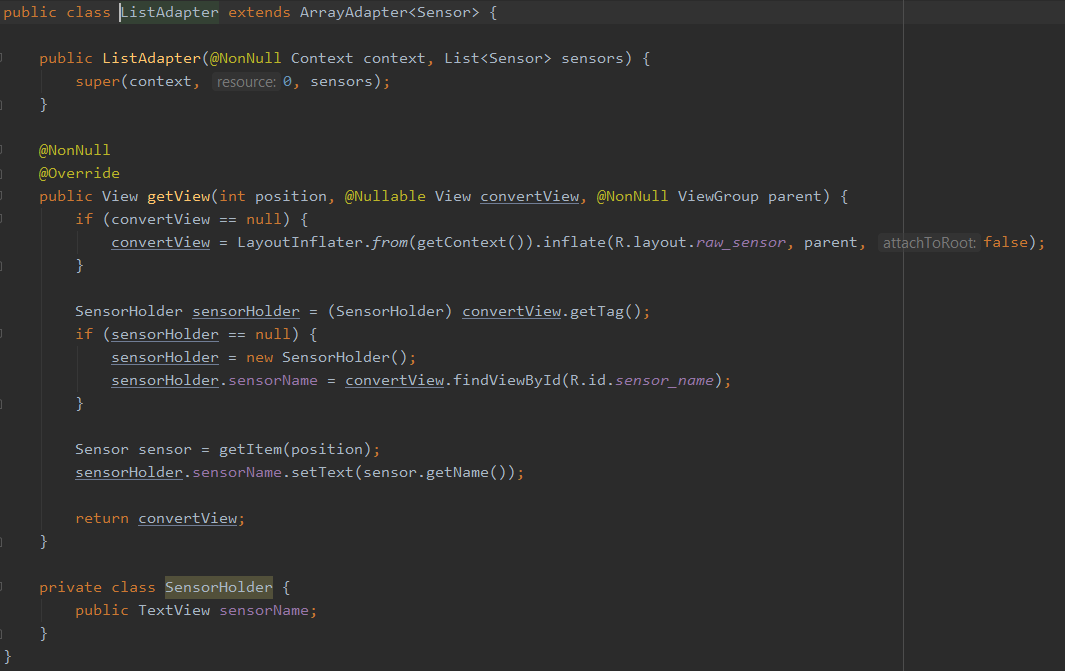 public class ListAdapter extends ArrayAdapter<Sensor> {
public ListAdapter(@NonNull Context context, List<Sensor> sensors) {
super(context, resource: 0, sensors);
}
@NonNull
@Override
public View getView(int position, @Nullable View convertView, @NonNull ViewGroup parent) {
if (convertView == null) {
convertView = LayoutInflater.from(getContext()).inflate(R.layout.raw_sensor, parent, attachToRoot: false);
}
SensorHolder sensorHolder = (SensorHolder) convertView.getTag();
if (sensorHolder == null) {
sensorHolder = new SensorHolder();
sensorHolder.sensorName = convertView.findViewById(R.id.sensor_name);
}
Sensor sensor = getItem(position);
sensorHolder.sensorName.setText(sensor.getName());
return convertView;
}
private class SensorHolder {
public TextView sensorName;
}
}